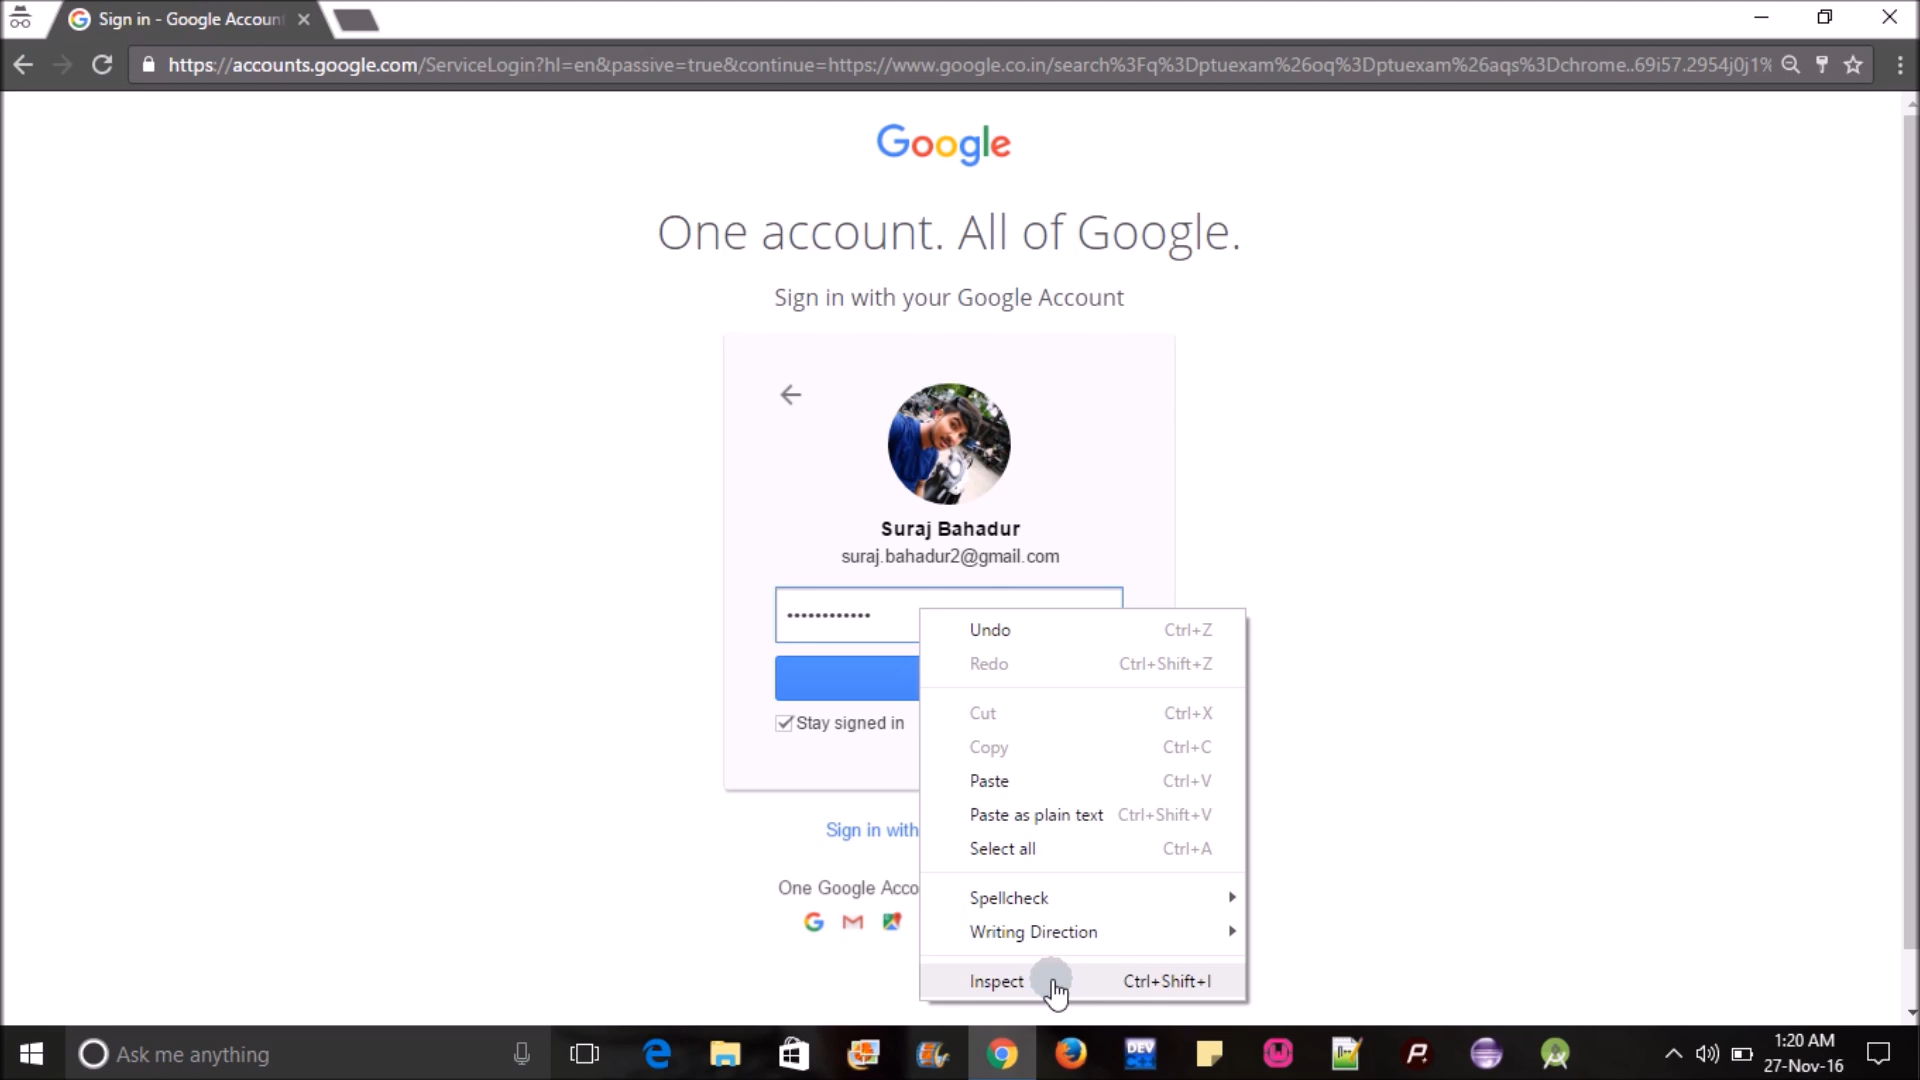 Sign in - Google Accoun
https://accounts.google.com/ServiceLogin?hl=en&passive=true&continue=https://www.google.co.in/search%3Fq%3Dptuexam%26oq%3Dptuexam%26aqs%3Dchrome..69i57.2954j0j1%
Google
One account. All of Google.
Sign in with your Google Account
Suraj Bahadur
suraj.bahadur2@gmail.com
••••••••••••
Stay signed in
Sign in with
One Google Acco
Undo Ctrl+Z
Redo Ctrl+Shift+Z
Cut Ctrl+X
Copy Ctrl+C
Paste Ctrl+V
Paste as plain text Ctrl+Shift+V
Select all Ctrl+A
Spellcheck
Writing Direction
Inspect Ctrl+Shift+I
Ask me anything
DEV
1:20 AM
27-Nov-16